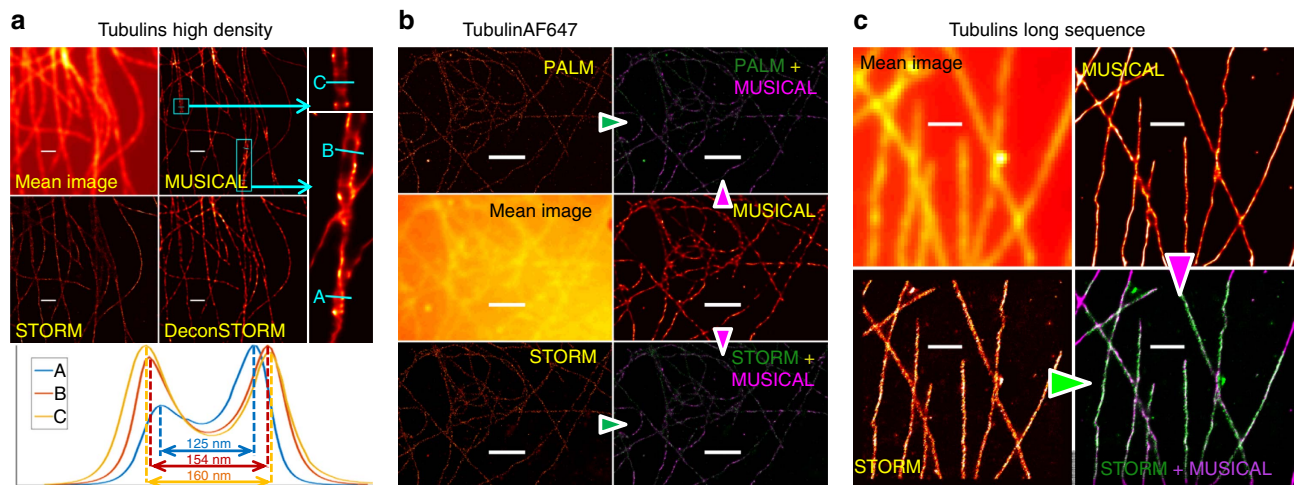 a
Tubulins high density
Mean image
MUSICAL
C
B
A
STORM
DeconSTORM
A
B
C
125 nm
154 nm
160 nm
b
TubulinAF647
PALM
PALM +
MUSICAL
Mean image
MUSICAL
STORM
STORM +
MUSICAL
c
Tubulins long sequence
Mean image
MUSICAL
STORM
STORM + MUSICAL